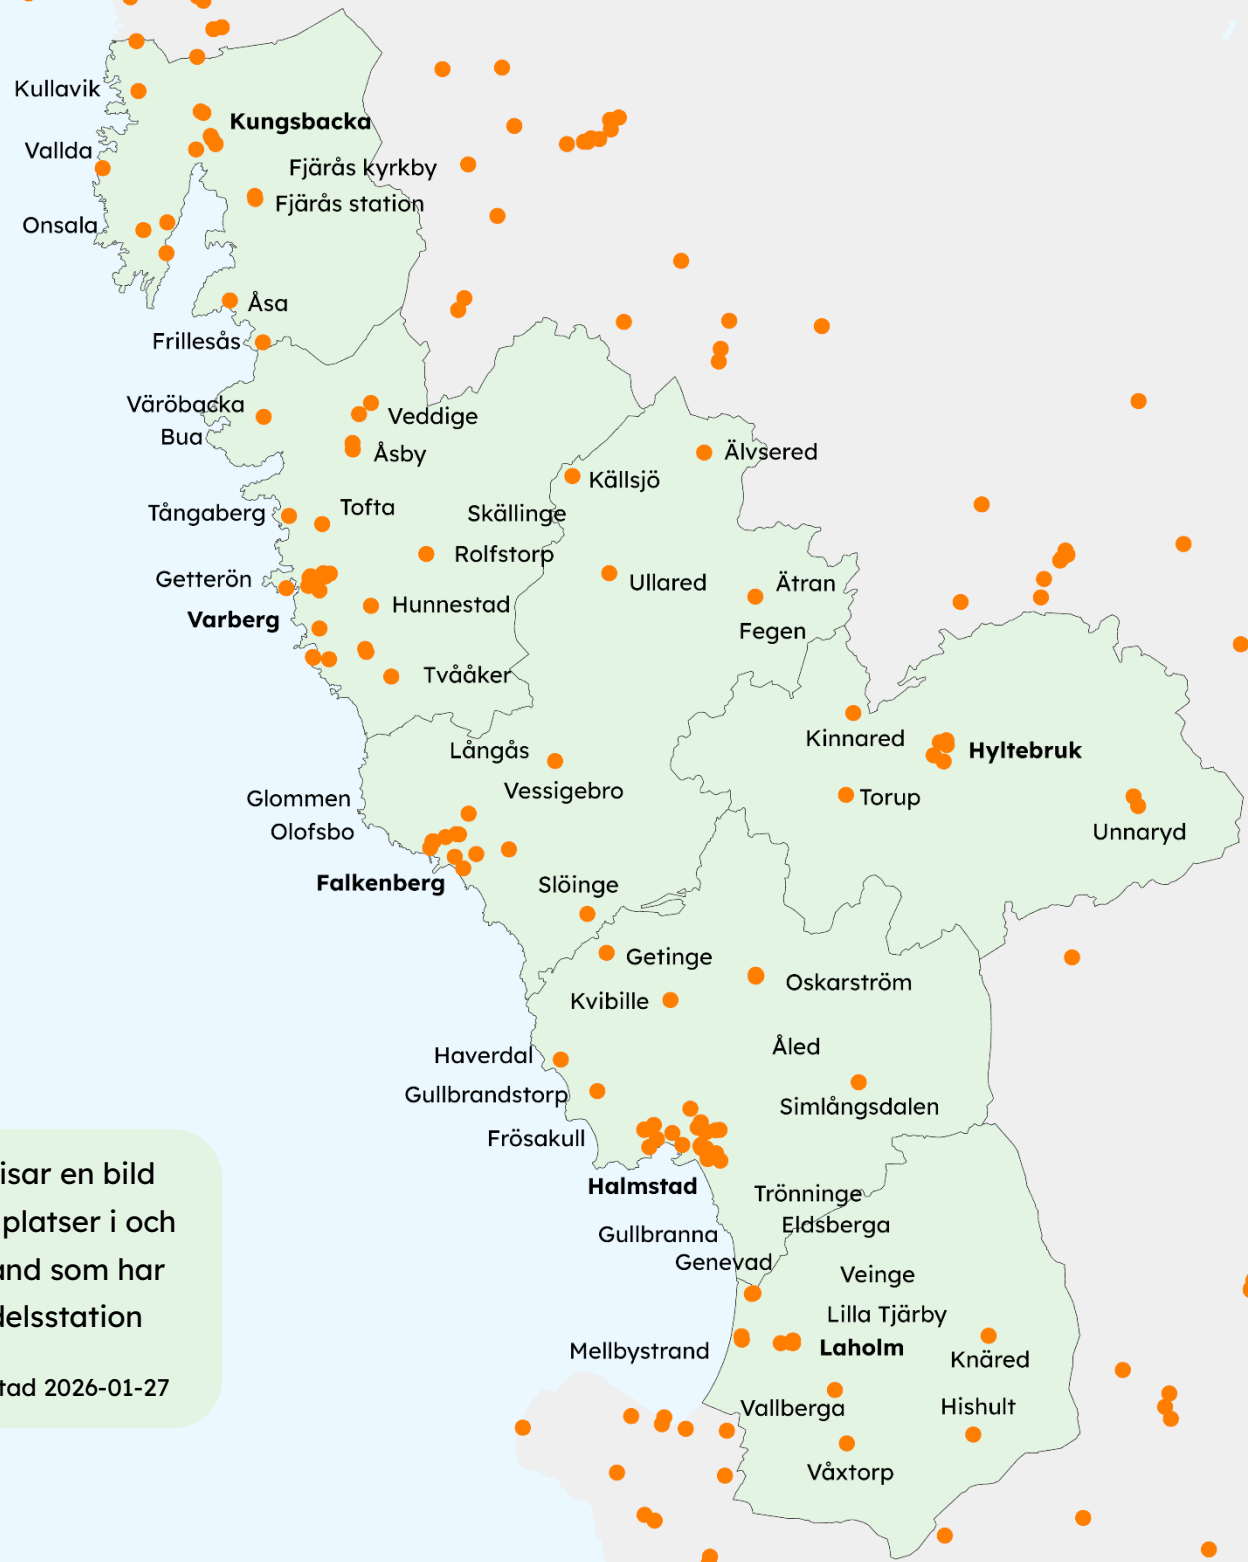 Kullavik
Kungsbacka
Vallda
Fjärås kyrkby
Fjärås station
Onsala
Åsa
Frillesås
Väröbacka
Veddige
Bua
Åsby
Älvsered
Källsjö
Tofta
Tångaberg
Skällinge
Rolfstorp
Getterön
Ullared
Ätran
Hunnestad
Varberg
Fegen
Tvååker
Kinnared
Långås
Hyltebruk
Vessigebro
Glommen
Torup
Olofsbo
Unnaryd
Falkenberg
Slöinge
Getinge
Oskarström
Kvibille
Åled
Haverdal
Gullbrandstorp
Simlångsdalen
Frösakull
Halmstad
Trönninge
Eldsberga
Gullbranna
Genevad
Veinge
Lilla Tjärby
Laholm
Mellbystrand
Knäred
Vallberga
Hishult
Våxtorp
isar en bild
platser i och
and som har
delsstation
tad 2026-01-27